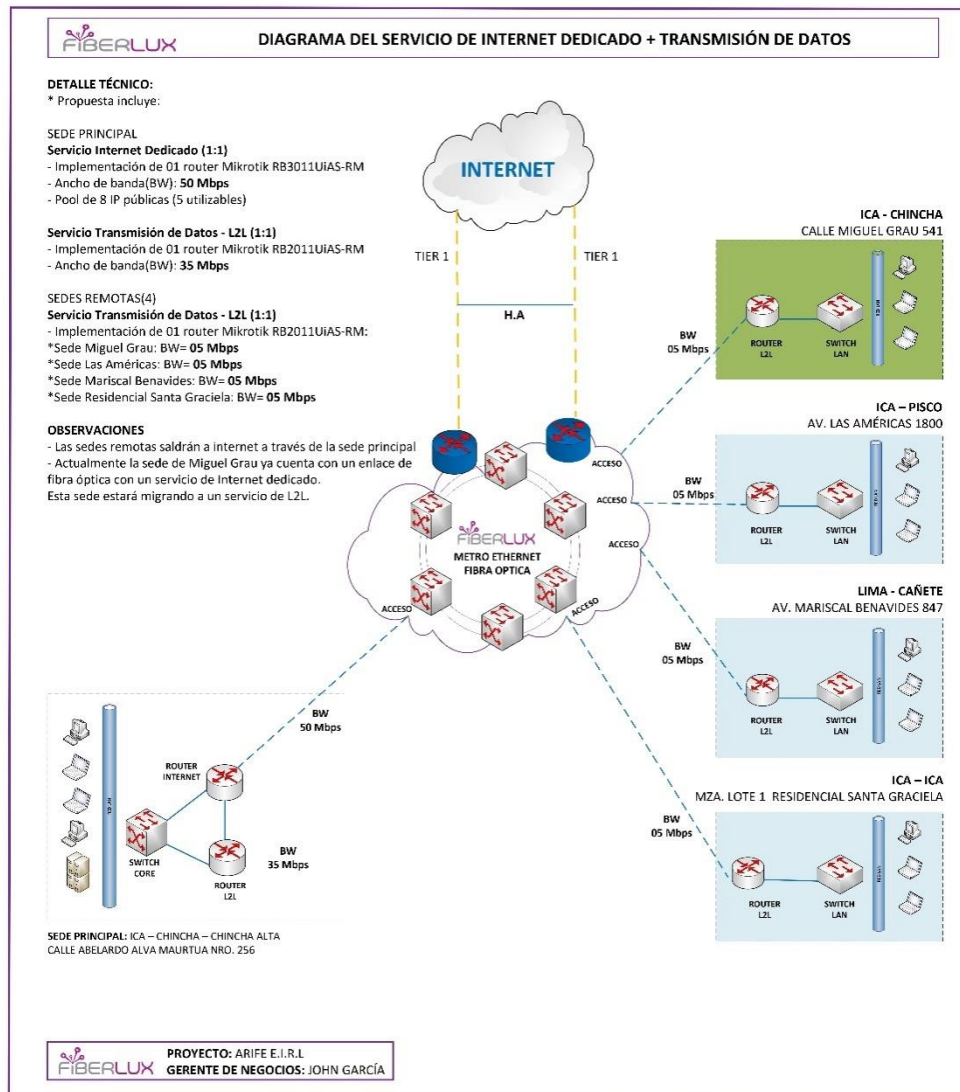 FIBERLUX
DIAGRAMA DEL SERVICIO DE INTERNET DEDICADO + TRANSMISIÓN DE DATOS
DETALLE TÉCNICO:
* Propuesta incluye:
SEDE PRINCIPAL
Servicio Internet Dedicado (1:1)
- Implementación de 01 router Mikrotik RB3011UiAS-RM
- Ancho de banda(BW): 50 Mbps
- Pool de 8 IP públicas (5 utilizables)
Servicio Transmisión de Datos - L2L (1:1)
- Implementación de 01 router Mikrotik RB2011UiAS-RM
- Ancho de banda(BW): 35 Mbps
SEDES REMOTAS(4)
Servicio Transmisión de Datos - L2L (1:1)
- Implementación de 01 router Mikrotik RB2011UiAS-RM:
*Sede Miguel Grau: BW= 05 Mbps
*Sede Las Américas: BW= 05 Mbps
*Sede Mariscal Benavides: BW= 05 Mbps
*Sede Residencial Santa Graciela: BW= 05 Mbps
OBSERVACIONES
- Las sedes remotas saldrán a internet a través de la sede principal
- Actualmente la sede de Miguel Grau ya cuenta con un enlace de
fibra óptica con un servicio de Internet dedicado.
Esta sede estará migrando a un servicio de L2L.
INTERNET
TIER 1
TIER 1
H.A
ICA - CHINCHA
CALLE MIGUEL GRAU 541
BW
05 Mbps
ROUTER
L2L
SWITCH
LAN
ICA – PISCO
AV. LAS AMÉRICAS 1800
ACCESO
BW
05 Mbps
ACCESO
ROUTER
L2L
SWITCH
LAN
FIBERLUX
METRO ETHERNET
FIBRA OPTICA
ACCESO
ACCESO
ACCESO
LIMA - CAÑETE
AV. MARISCAL BENAVIDES 847
BW
05 Mbps
ROUTER
L2L
SWITCH
LAN
BW
50 Mbps
ROUTER
INTERNET
SWITCH
CORE
BW
35 Mbps
ROUTER
L2L
ICA – ICA
MZA. LOTE 1 RESIDENCIAL SANTA GRACIELA
BW
05 Mbps
ROUTER
L2L
SWITCH
LAN
SEDE PRINCIPAL: ICA – CHINCHA – CHINCHA ALTA
CALLE ABELARDO ALVA MAURTUA NRO. 256
FIBERLUX
PROYECTO: ARIFE E.I.R.L
GERENTE DE NEGOCIOS: JOHN GARCÍA